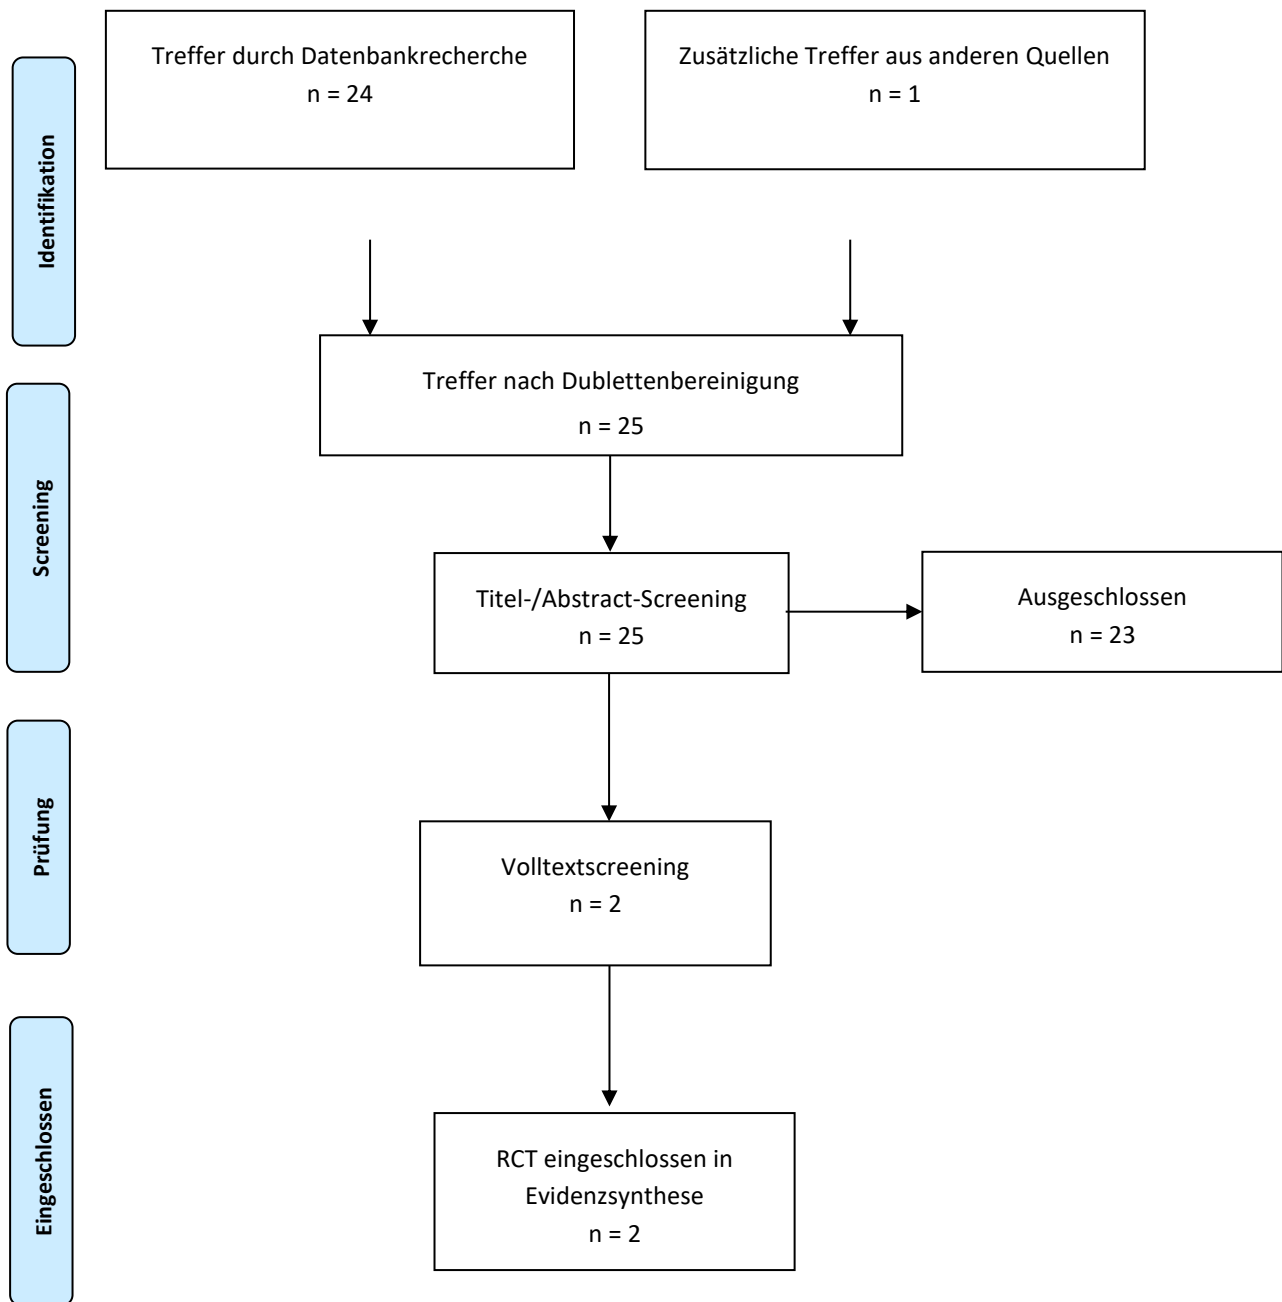 Treffer durch Datenbankrecherche
n = 24
Zusätzliche Treffer aus anderen Quellen
n = 1
Identifikation
Treffer nach Dublettenbereinigung
n = 25
Screening
Titel-/Abstract-Screening
n = 25
Ausgeschlossen
n = 23
Prüfung
Volltextscreening
n = 2
Eingeschlossen
RCT eingeschlossen in
Evidenzsynthese
n = 2